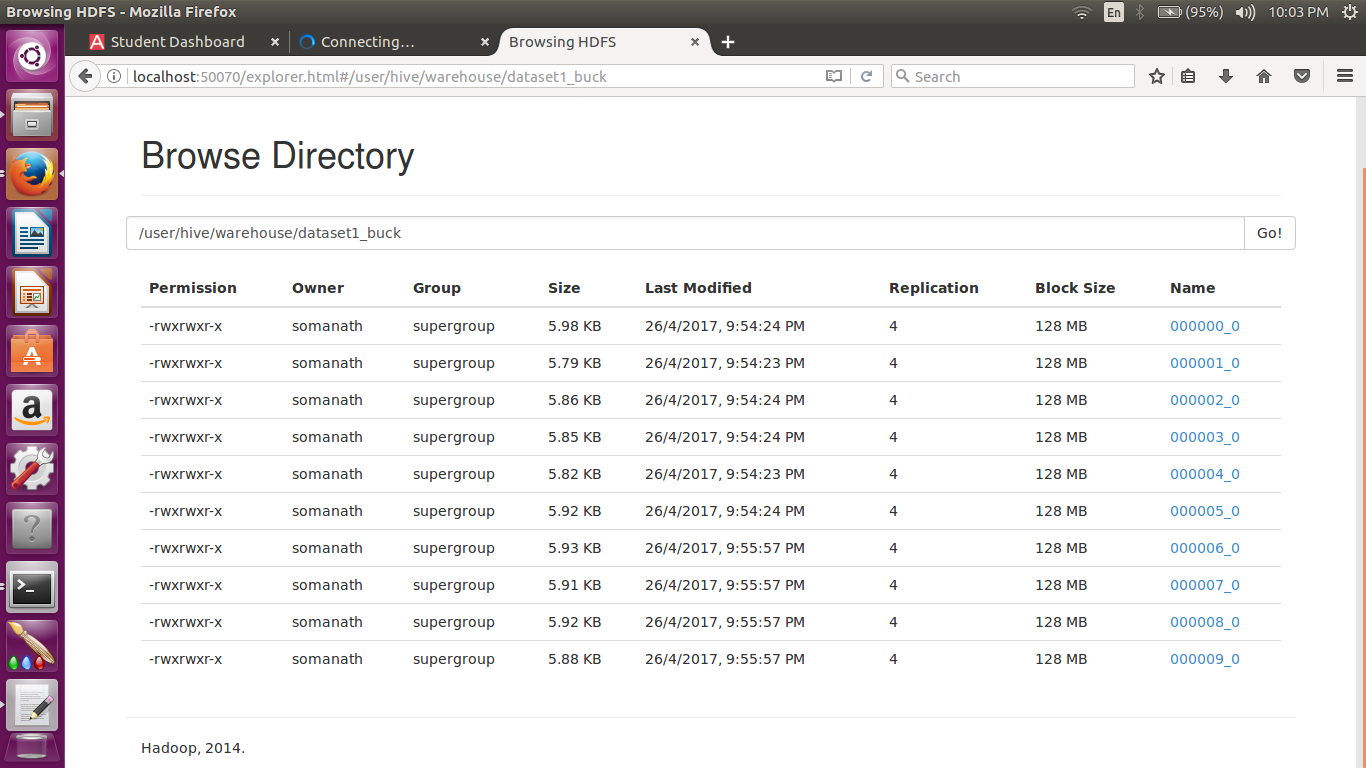 Browsing HDFS - Mozilla Firefox En (95%) 10:03 PM
Student Dashboard Connecting... Browsing HDFS
localhost:50070/explorer.html#/user/hive/warehouse/dataset1_buck Search
Browse Directory
/user/hive/warehouse/dataset1_buck Go!
Permission Owner Group Size Last Modified Replication Block Size Name
-rwxrwxr-x somanath supergroup 5.98 KB 26/4/2017, 9:54:24 PM 4 128 MB 000000_0
-rwxrwxr-x somanath supergroup 5.79 KB 26/4/2017, 9:54:23 PM 4 128 MB 000001_0
-rwxrwxr-x somanath supergroup 5.86 KB 26/4/2017, 9:54:24 PM 4 128 MB 000002_0
-rwxrwxr-x somanath supergroup 5.85 KB 26/4/2017, 9:54:24 PM 4 128 MB 000003_0
-rwxrwxr-x somanath supergroup 5.82 KB 26/4/2017, 9:54:23 PM 4 128 MB 000004_0
-rwxrwxr-x somanath supergroup 5.92 KB 26/4/2017, 9:54:24 PM 4 128 MB 000005_0
-rwxrwxr-x somanath supergroup 5.93 KB 26/4/2017, 9:55:57 PM 4 128 MB 000006_0
-rwxrwxr-x somanath supergroup 5.91 KB 26/4/2017, 9:55:57 PM 4 128 MB 000007_0
-rwxrwxr-x somanath supergroup 5.92 KB 26/4/2017, 9:55:57 PM 4 128 MB 000008_0
-rwxrwxr-x somanath supergroup 5.88 KB 26/4/2017, 9:55:57 PM 4 128 MB 000009_0
Hadoop, 2014.